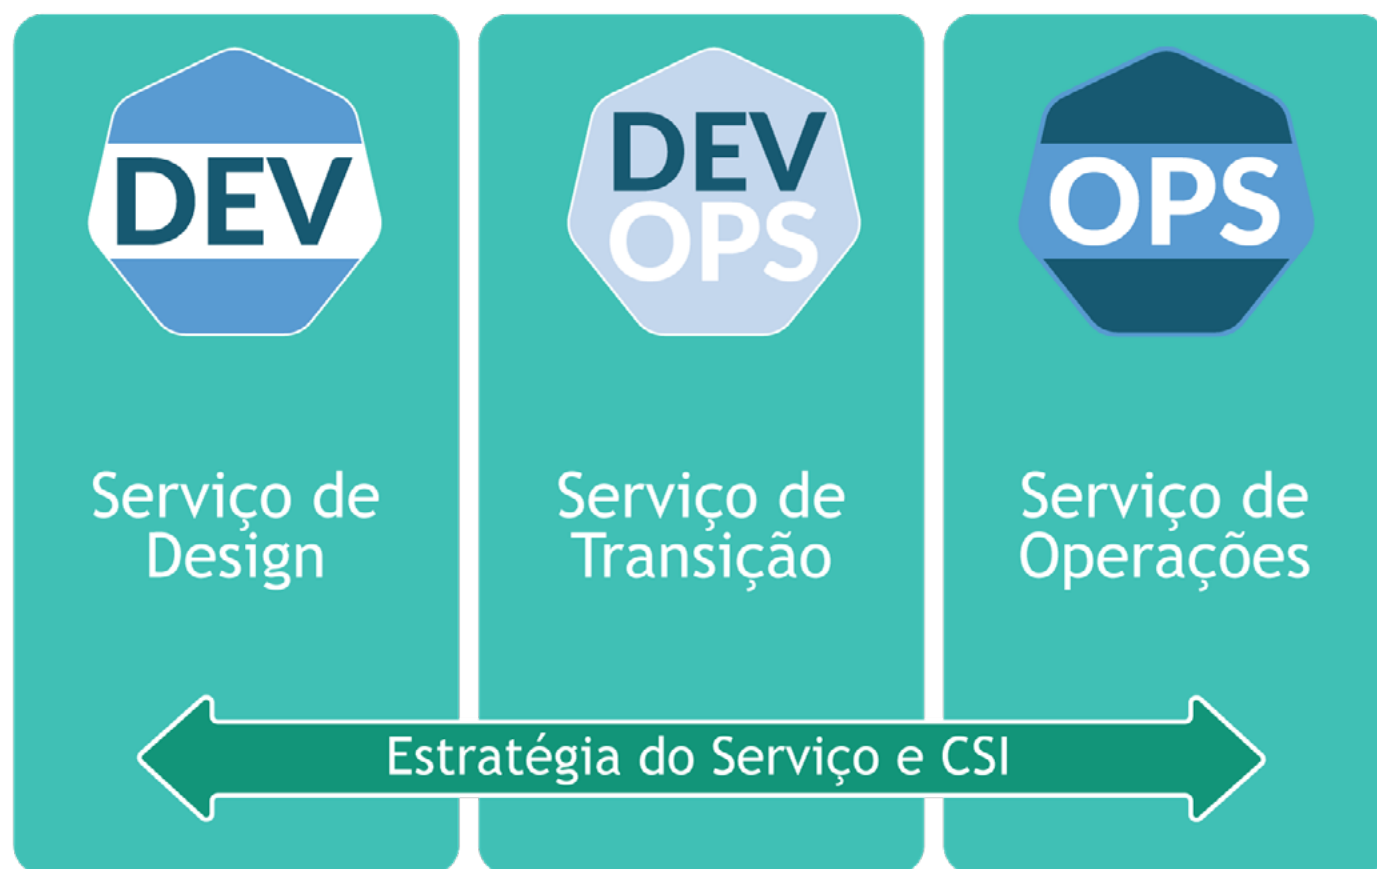 DEV
DEV
OPS
OPS
Serviço de
Design
Serviço de
Transição
Serviço de
Operações
Estratégia do Serviço e CSI